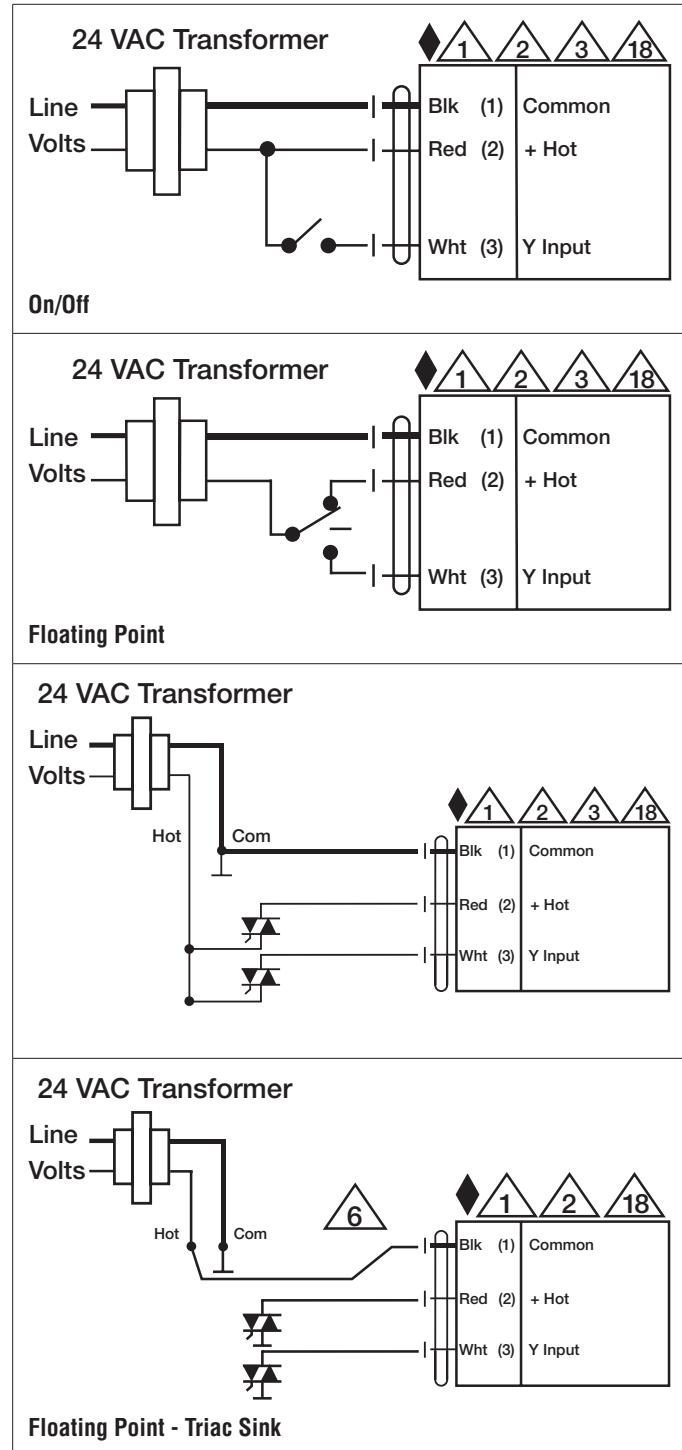 24 VAC Transformer
1 2 3 18
Line
Volts
Blk (1) Common
Red (2) + Hot
Wht (3) Y Input
On/Off
24 VAC Transformer
1 2 3 18
Line
Volts
Blk (1) Common
Red (2) + Hot
Wht (3) Y Input
Floating Point
24 VAC Transformer
Line
Volts
1 2 3 18
Hot Com
Blk (1) Common
Red (2) + Hot
Wht (3) Y Input
24 VAC Transformer
Line
Volts
6
1 2 18
Hot Com
Blk (1) Common
Red (2) + Hot
Wht (3) Y Input
Floating Point - Triac Sink